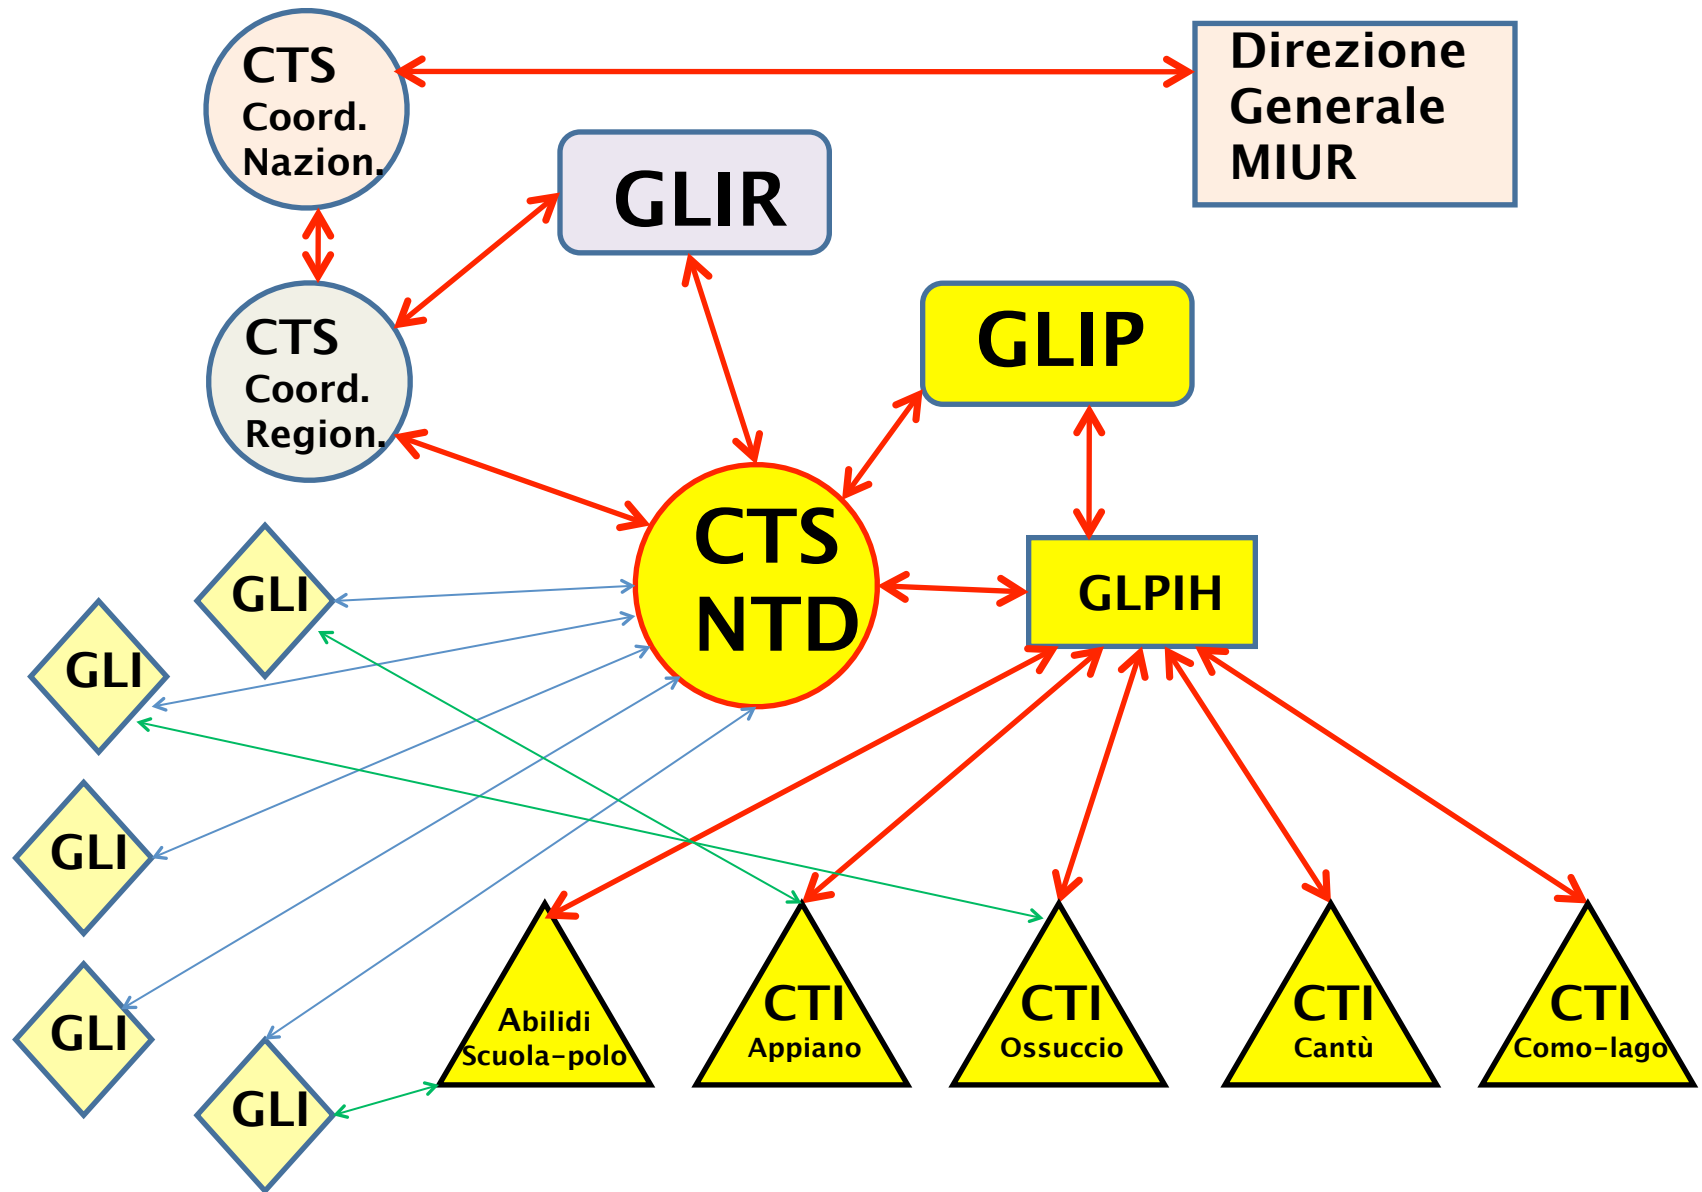 CTS
Coord.
Nazion.
Direzione
Generale
MIUR
GLIR
CTS
Coord.
Region.
GLIP
CTS
NTD
GLPIH
GLI
GLI
GLI
GLI
GLI
Abilidi
Scuola-polo
CTI
Appiano
CTI
Ossuccio
CTI
Cantù
CTI
Como-lago